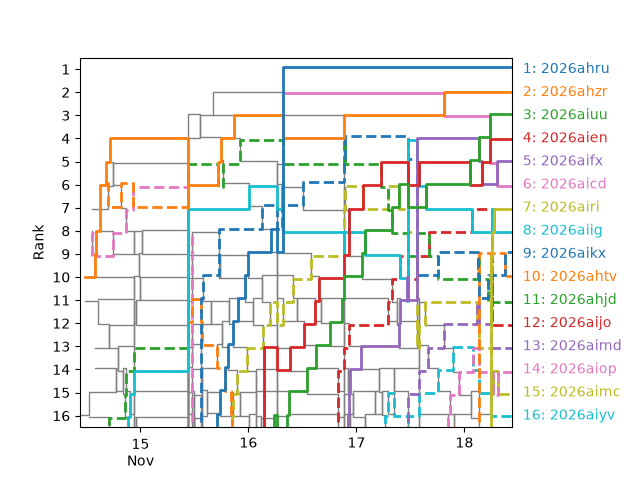 1
2
3
4
5
6
7
8
9
10
11
12
13
14
15
16
Rank
15
16
17
18
Nov
1: 2026ahru
2: 2026ahzr
3: 2026aiuu
4: 2026aien
5: 2026aifx
6: 2026aicd
7: 2026airi
8: 2026aiig
9: 2026aikx
10: 2026ahtv
11: 2026ahjd
12: 2026aijo
13: 2026aimd
14: 2026aiop
15: 2026aimc
16: 2026aiyv